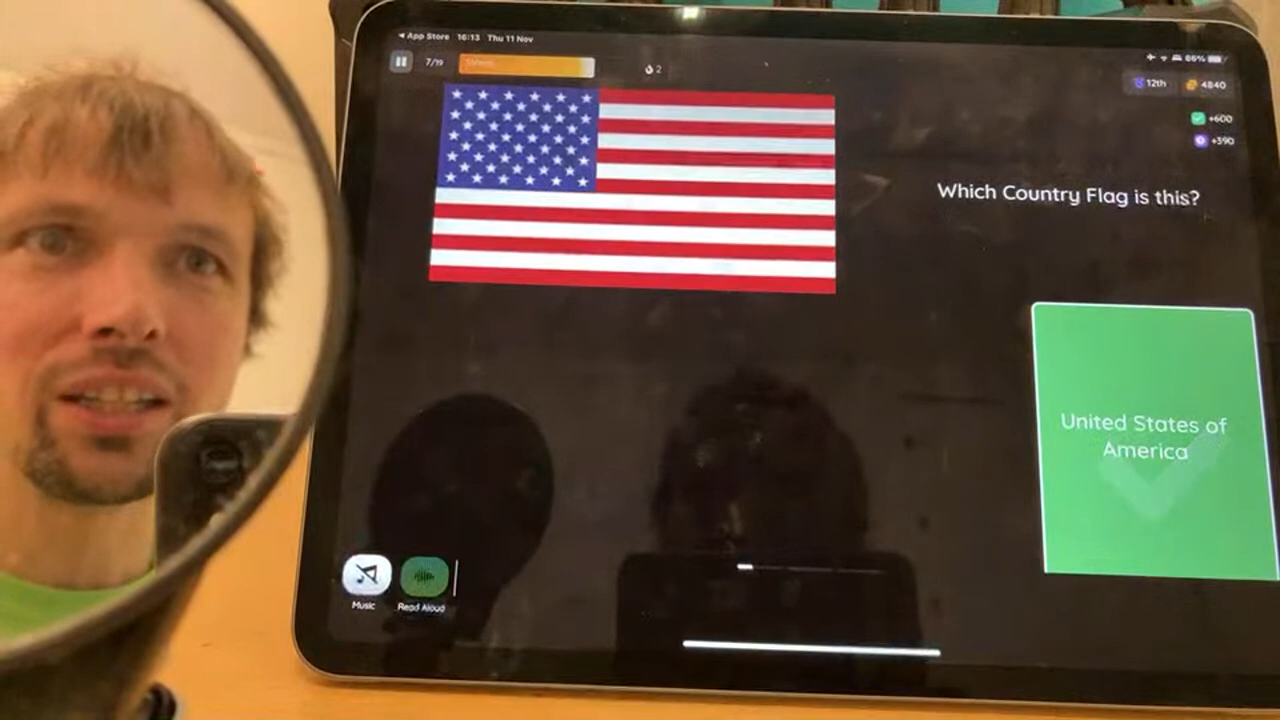 ◀ App Store 16:13 Thu 11 Nov
66%
7/19
2
12th
4840
+600
+390
Which Country Flag is this?
United States of
America
Music
Read Aloud